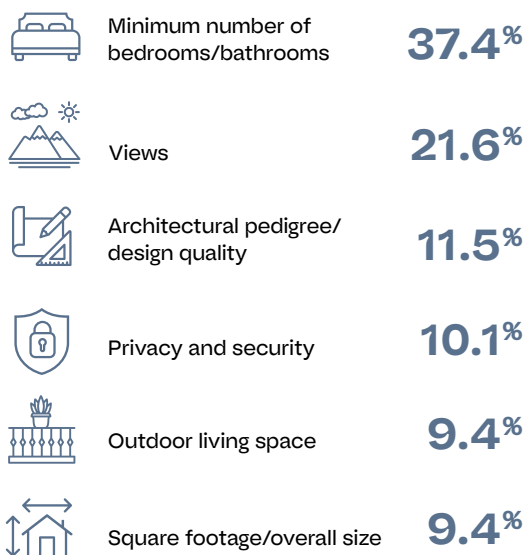 Minimum number of
bedrooms/bathrooms
37.4%
Views
21.6%
Architectural pedigree/
design quality
11.5%
Privacy and security
10.1%
Outdoor living space
9.4%
Square footage/overall size
9.4%